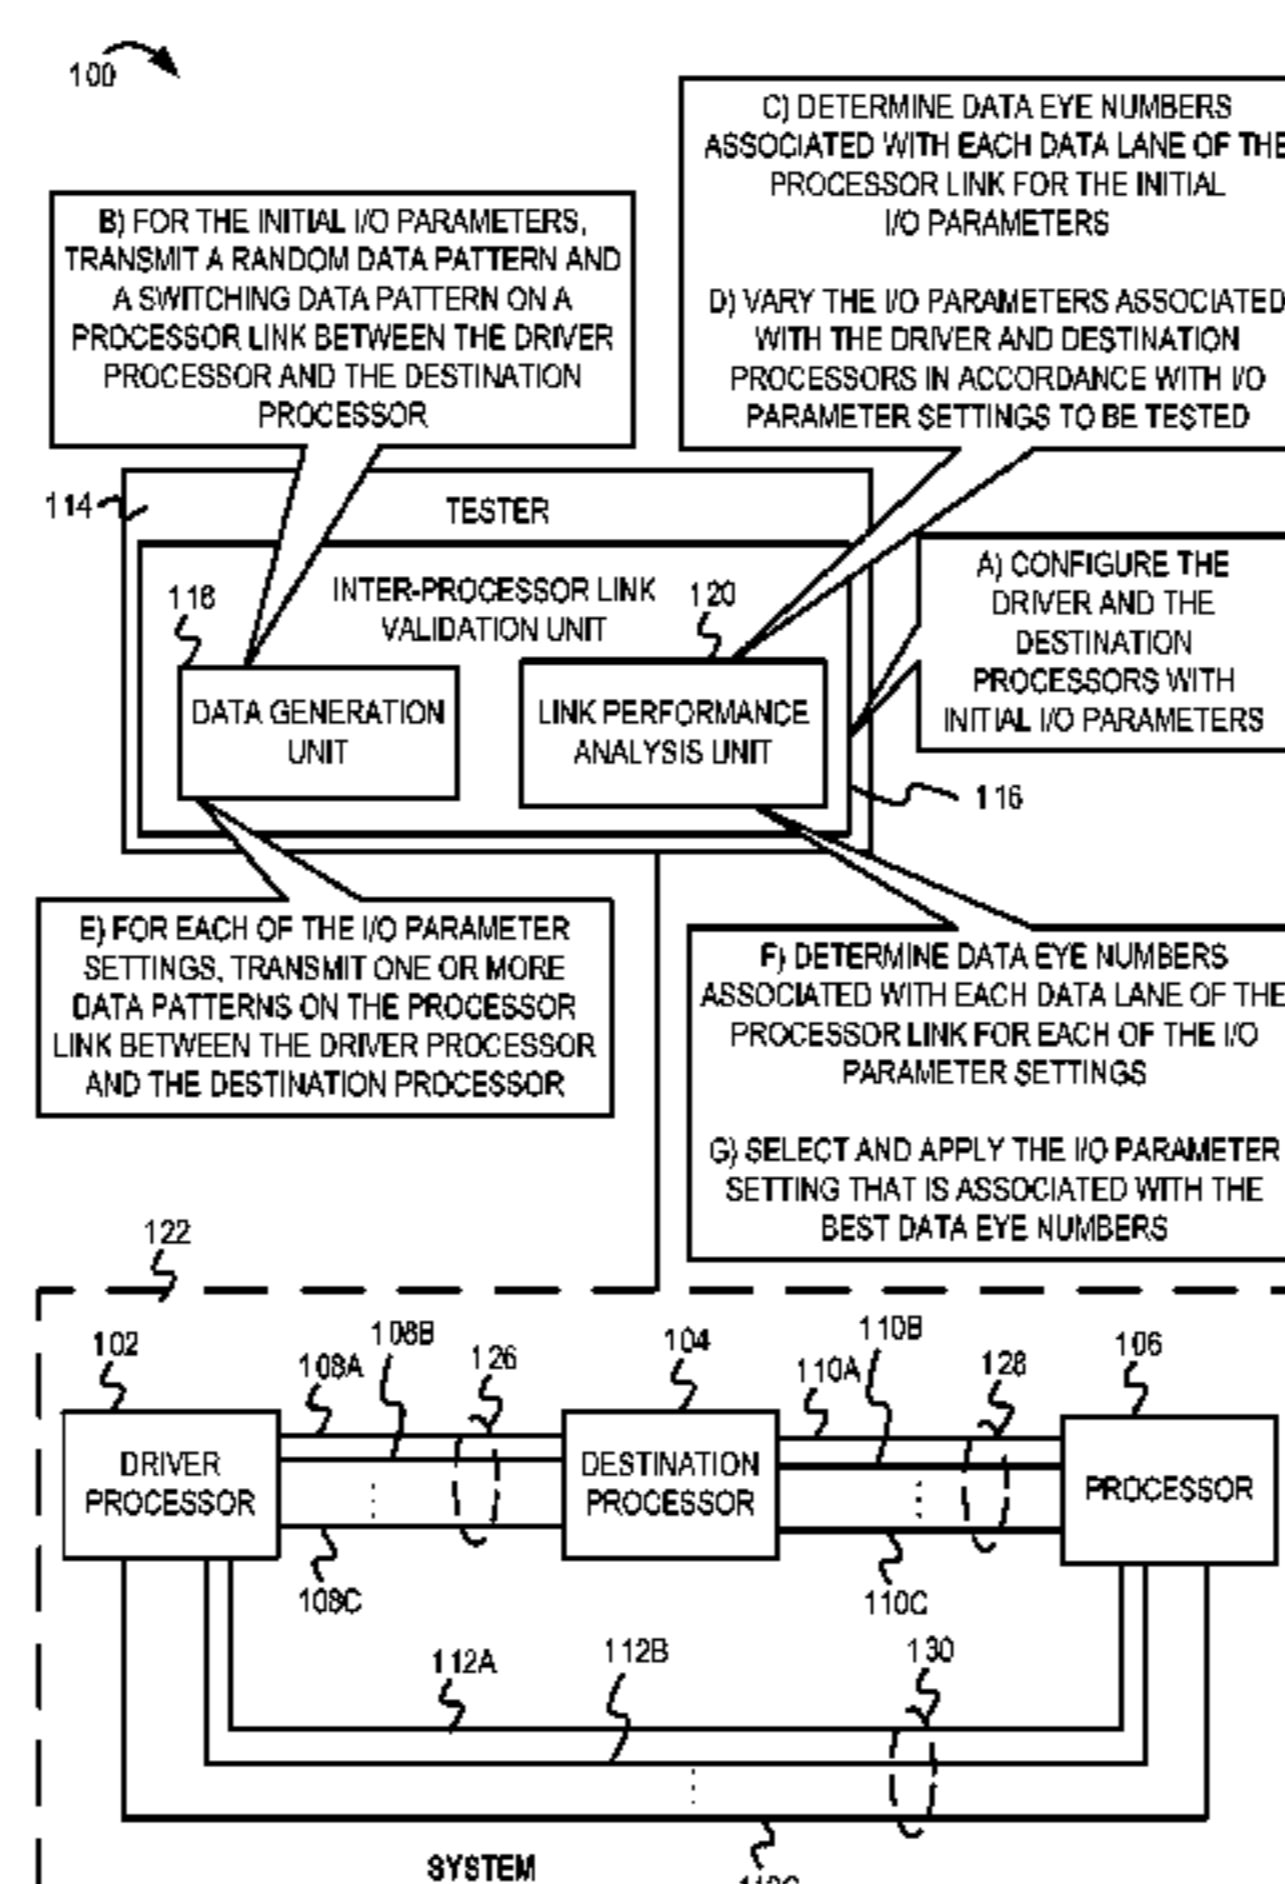 100
C) DETERMINE DATA EYE NUMBERS
ASSOCIATED WITH EACH DATA LANE OF THE
PROCESSOR LINK FOR THE INITIAL
I/O PARAMETERS
D) VARY THE I/O PARAMETERS ASSOCIATED
WITH THE DRIVER AND DESTINATION
PROCESSORS IN ACCORDANCE WITH I/O
PARAMETER SETTINGS TO BE TESTED
B) FOR THE INITIAL I/O PARAMETERS,
TRANSMIT A RANDOM DATA PATTERN AND
A SWITCHING DATA PATTERN ON A
PROCESSOR LINK BETWEEN THE DRIVER
PROCESSOR AND THE DESTINATION
PROCESSOR
114
TESTER
A) CONFIGURE THE
DRIVER AND THE
DESTINATION
PROCESSORS WITH
INITIAL I/O PARAMETERS
INTER-PROCESSOR LINK
VALIDATION UNIT
118
120
DATA GENERATION
UNIT
LINK PERFORMANCE
ANALYSIS UNIT
116
E) FOR EACH OF THE I/O PARAMETER
SETTINGS, TRANSMIT ONE OR MORE
DATA PATTERNS ON THE PROCESSOR
LINK BETWEEN THE DRIVER PROCESSOR
AND THE DESTINATION PROCESSOR
F) DETERMINE DATA EYE NUMBERS
ASSOCIATED WITH EACH DATA LANE OF THE
PROCESSOR LINK FOR EACH OF THE I/O
PARAMETER SETTINGS
G) SELECT AND APPLY THE I/O PARAMETER
SETTING THAT IS ASSOCIATED WITH THE
BEST DATA EYE NUMBERS
122
102
108A
108B
126
104
110A
110B
128
106
DRIVER
PROCESSOR
DESTINATION
PROCESSOR
PROCESSOR
108C
110C
112A
112B
130
SYSTEM